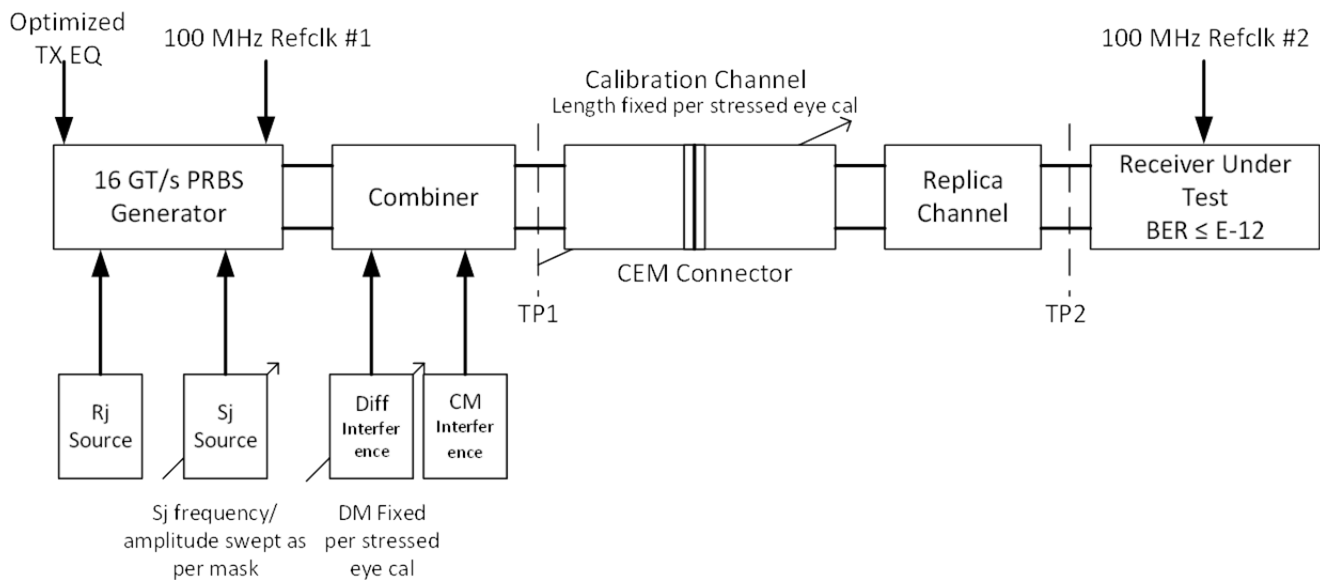 Optimized
TX EQ
100 MHz Refclk #1
100 MHz Refclk #2
Calibration Channel
Length fixed per stressed eye cal
16 GT/s PRBS
Generator
Combiner
Replica
Channel
Receiver Under
Test
BER ≤ E-12
CEM Connector
TP1
TP2
Rj
Source
Sj
Source
Diff
Interfer
ence
CM
Interfer
ence
Sj frequency/
amplitude swept as
per mask
DM Fixed
per stressed
eye cal